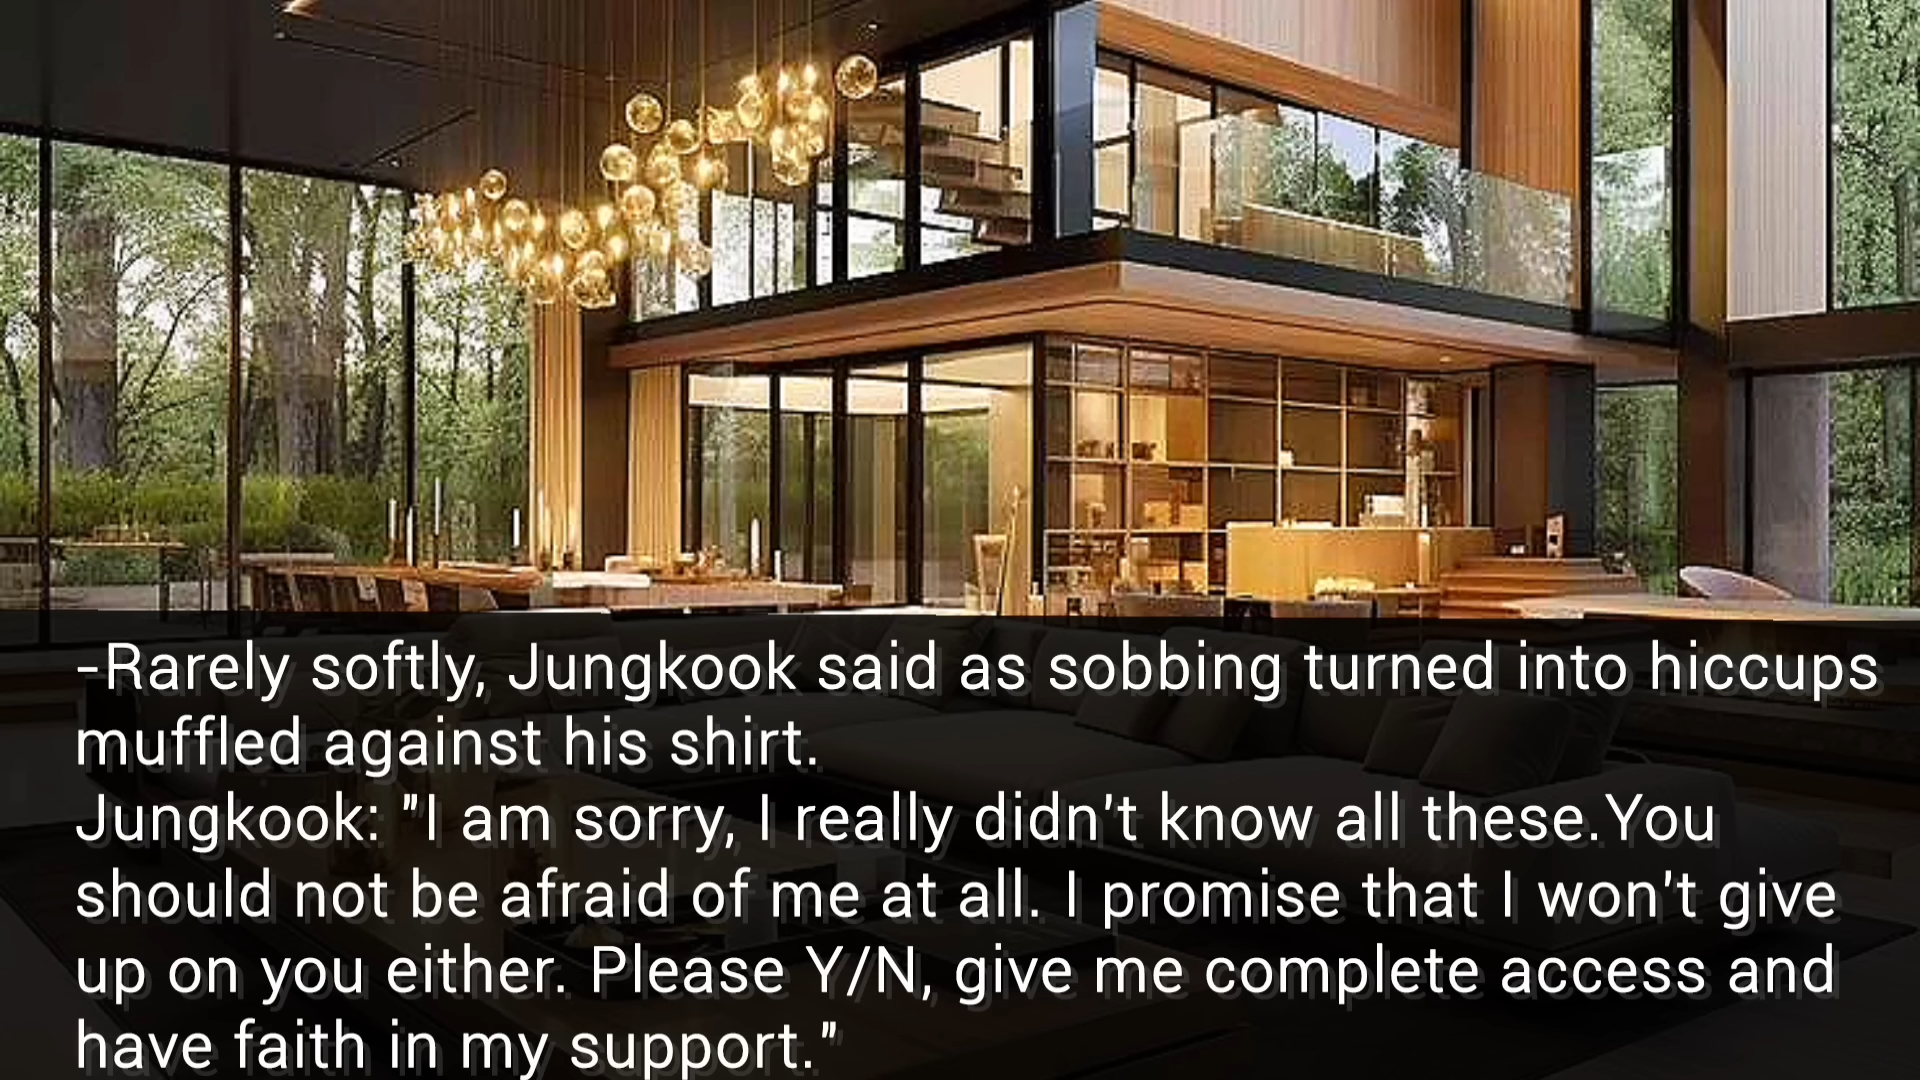 -Rarely softly, Jungkook said as sobbing turned into hiccups
muffled against his shirt.
Jungkook: "I am sorry, I really didn't know all these.You
should not be afraid of me at all. I promise that I won't give
up on you either. Please Y/N, give me complete access and
have faith in my support."